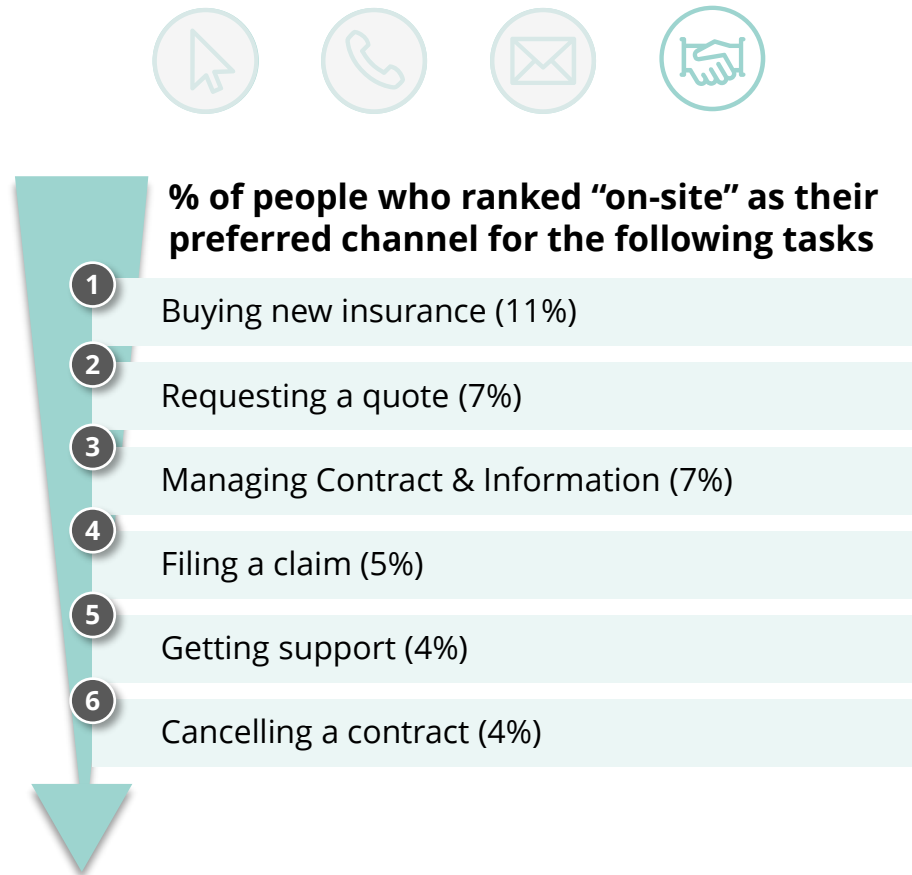 % of people who ranked “on-site” as their
preferred channel for the following tasks
1
Buying new insurance (11%)
2
Requesting a quote (7%)
3
Managing Contract & Information (7%)
4
Filing a claim (5%)
5
Getting support (4%)
6
Cancelling a contract (4%)